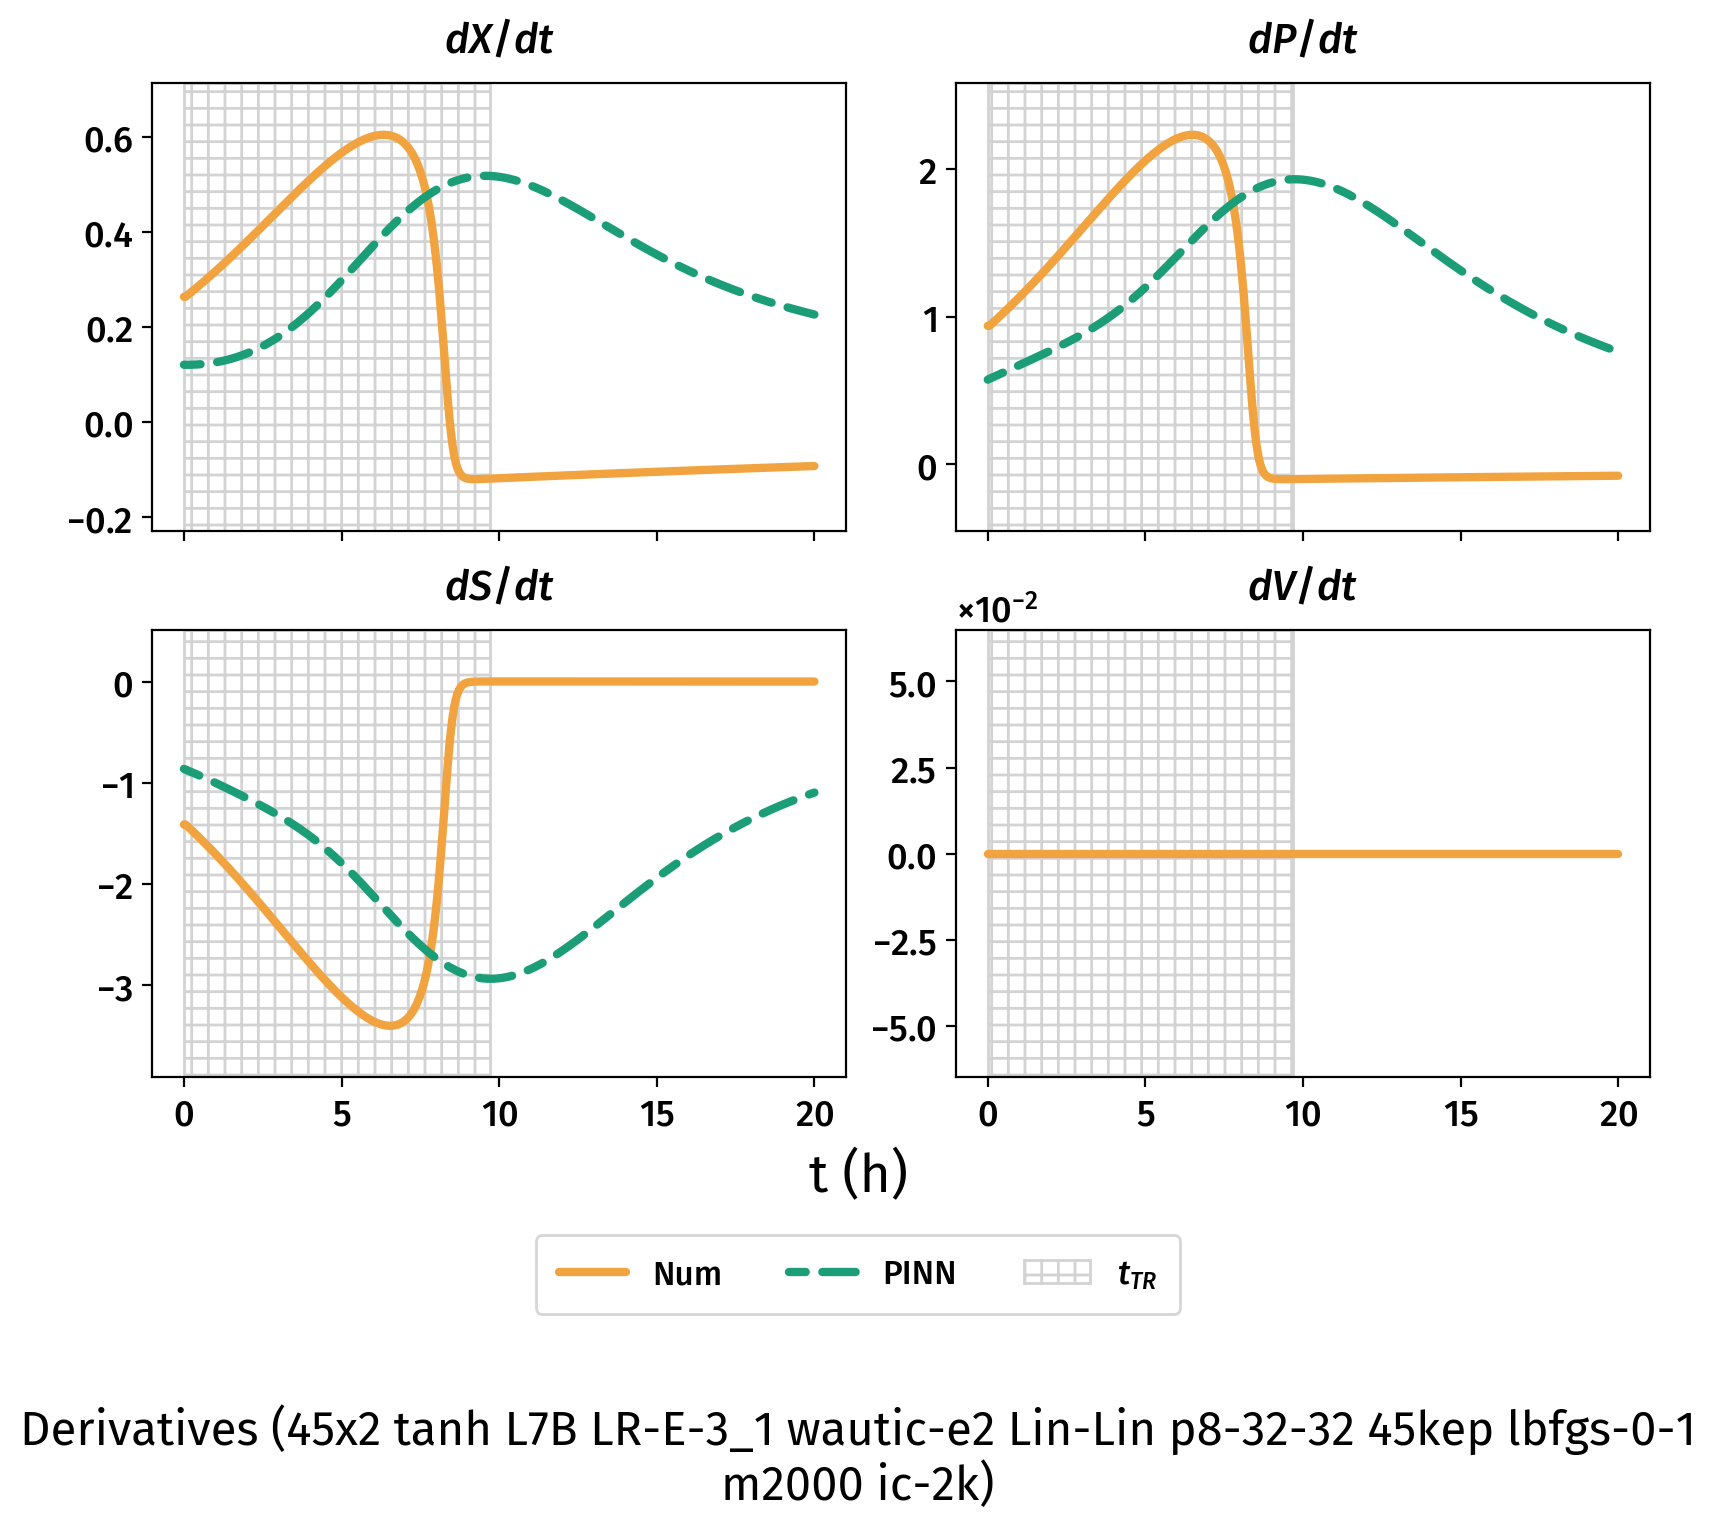 dX/dt
dP/dt
0.6
0.4
0.2
0.0
−0.2
2
1
0
dS/dt
dV/dt
×10⁻²
0
−1
−2
−3
5.0
2.5
0.0
−2.5
−5.0
0 5 10 15 20
0 5 10 15 20
t (h)
Num PINN t_TR
Derivatives (45x2 tanh L7B LR-E-3_1 wautic-e2 Lin-Lin p8-32-32 45kep lbfgs-0-1
m2000 ic-2k)